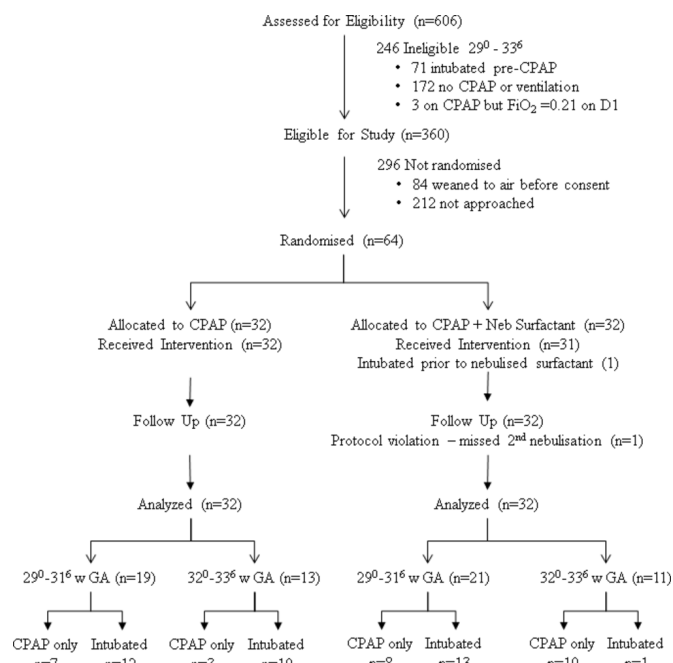 Assessed for Eligibility (n=606)
246 Ineligible 29⁰ - 33⁶
• 71 intubated pre-CPAP
• 172 no CPAP or ventilation
• 3 on CPAP but FiO₂ =0.21 on D1
Eligible for Study (n=360)
296 Not randomised
• 84 weaned to air before consent
• 212 not approached
Randomised (n=64)
Allocated to CPAP (n=32)
Received Intervention (n=32)
Allocated to CPAP + Neb Surfactant (n=32)
Received Intervention (n=31)
Intubated prior to nebulised surfactant (1)
Follow Up (n=32)
Follow Up (n=32)
Protocol violation – missed 2ⁿᵈ nebulisation (n=1)
Analyzed (n=32)
Analyzed (n=32)
29⁰-31⁶ w GA (n=19)
32⁰-33⁶ w GA (n=13)
29⁰-31⁶ w GA (n=21)
32⁰-33⁶ w GA (n=11)
CPAP only
n=7
Intubated
n=12
CPAP only
n=3
Intubated
n=10
CPAP only
n=8
Intubated
n=13
CPAP only
n=10
Intubated
n=1